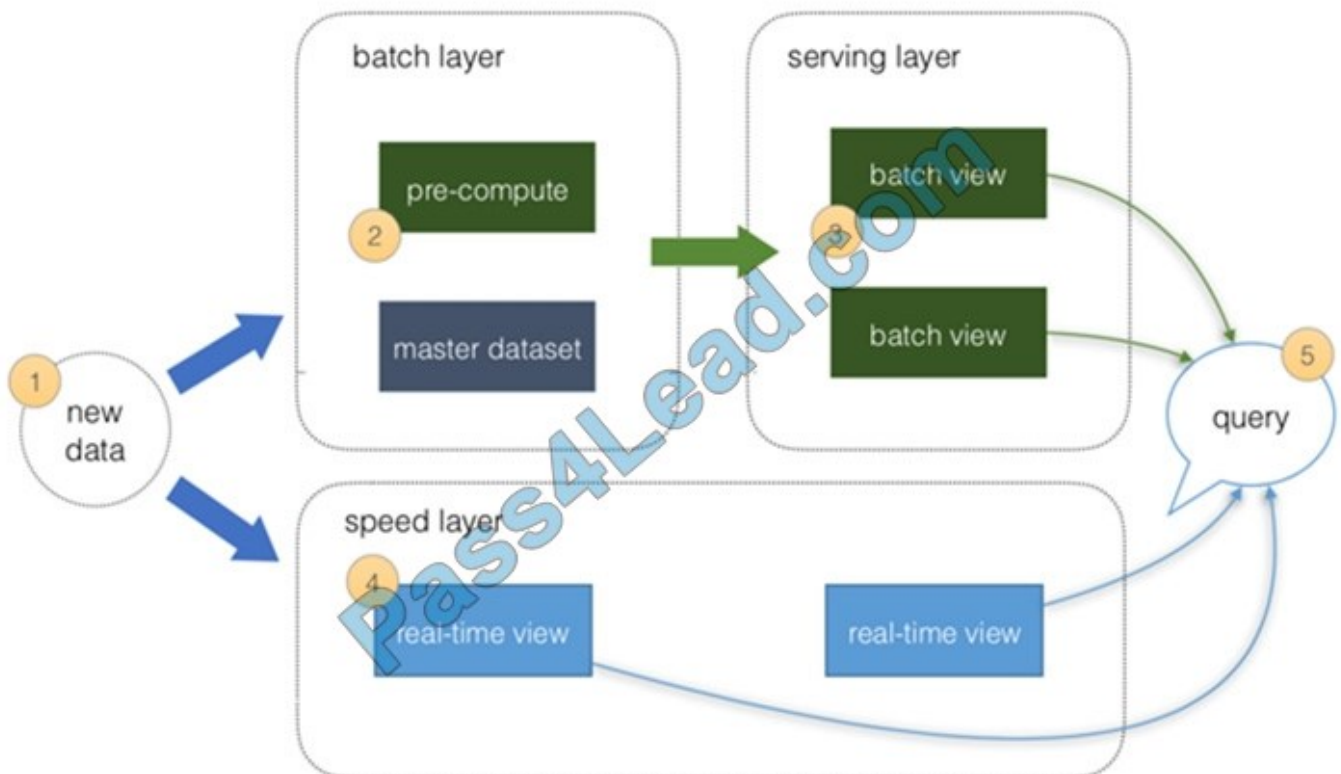 batch layer
serving layer
pre-compute
batch view
2
3
master dataset
batch view
1
new
data
5
query
speed layer
4
real-time view
real-time view
Pass4Lead.com